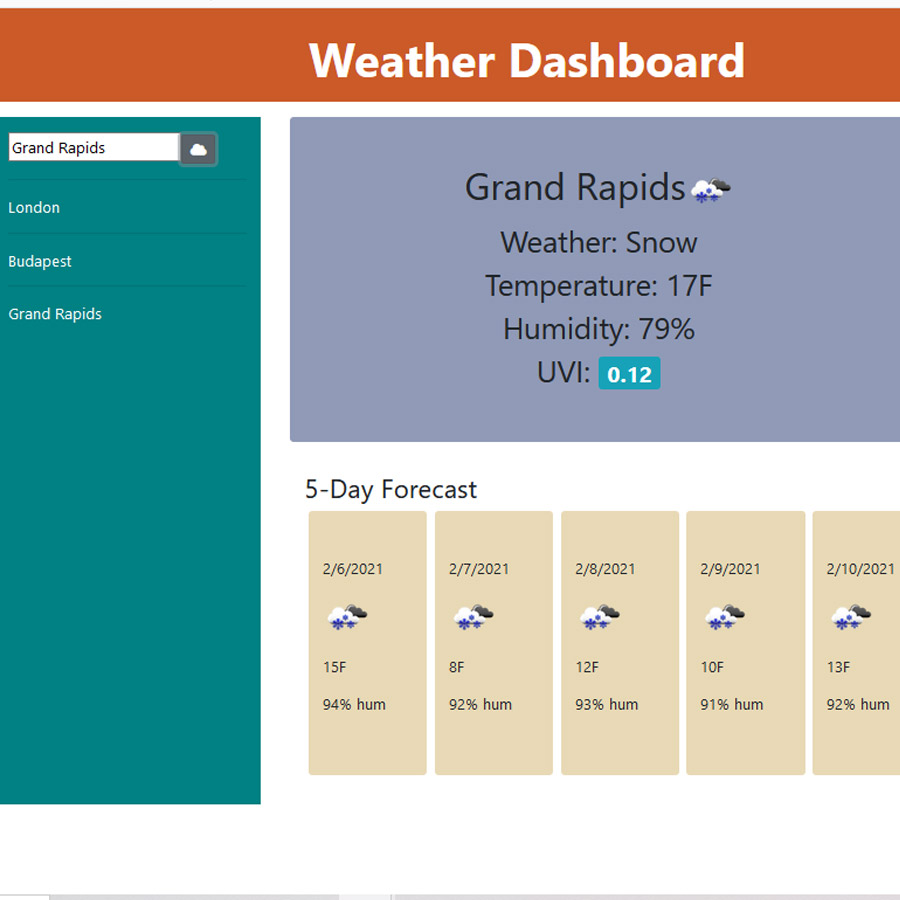 Weather Dashboard
Grand Rapids
London
Budapest
Grand Rapids
Grand Rapids
Weather: Snow
Temperature: 17F
Humidity: 79%
UVI: 0.12
5-Day Forecast
2/6/2021
15F
94% hum
2/7/2021
8F
92% hum
2/8/2021
12F
93% hum
2/9/2021
10F
91% hum
2/10/2021
13F
92% hum